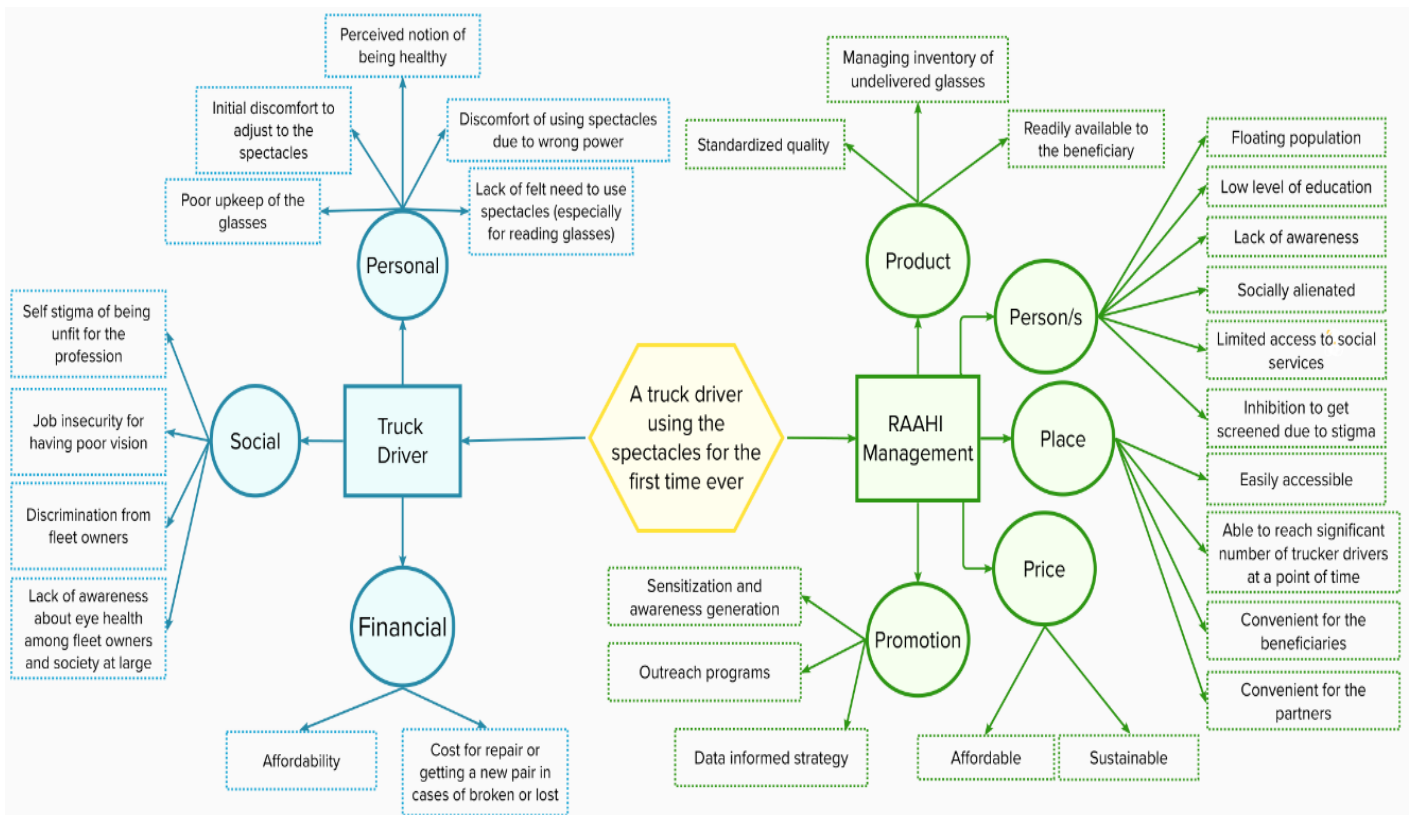 Perceived notion of
being healthy
Initial discomfort to
adjust to the
spectacles
Discomfort of using spectacles
due to wrong power
Poor upkeep of the
glasses
Lack of felt need to use
spectacles (especially
for reading glasses)
Personal
Self stigma of being
unfit for the
profession
Job insecurity for
having poor vision
Discrimination from
fleet owners
Lack of awareness
about eye health
among fleet owners
and society at large
Social
Truck
Driver
Financial
Affordability
Cost for repair or
getting a new pair in
cases of broken or lost
A truck driver
using the
spectacles for the
first time ever
RAAHI
Management
Managing inventory of
undelivered glasses
Standardized quality
Readily available to
the beneficiary
Product
Person/s
Floating population
Low level of education
Lack of awareness
Socially alienated
Limited access to social
services
Inhibition to get
screened due to stigma
Place
Easily accessible
Able to reach significant
number of trucker drivers
at a point of time
Convenient for the
beneficiaries
Convenient for the
partners
Price
Affordable
Sustainable
Promotion
Sensitization and
awareness generation
Outreach programs
Data informed strategy